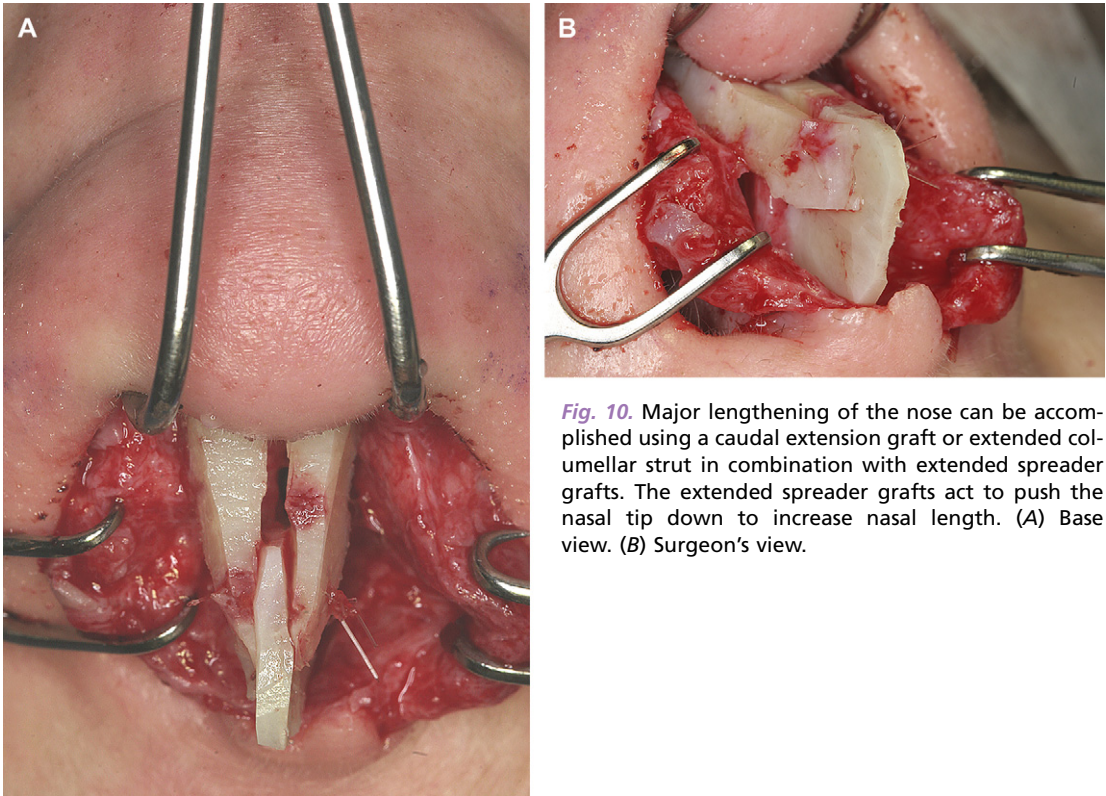 A
B
Fig. 10. Major lengthening of the nose can be accom-
plished using a caudal extension graft or extended col-
umellar strut in combination with extended spreader
grafts. The extended spreader grafts act to push the
nasal tip down to increase nasal length. (A) Base
view. (B) Surgeon's view.